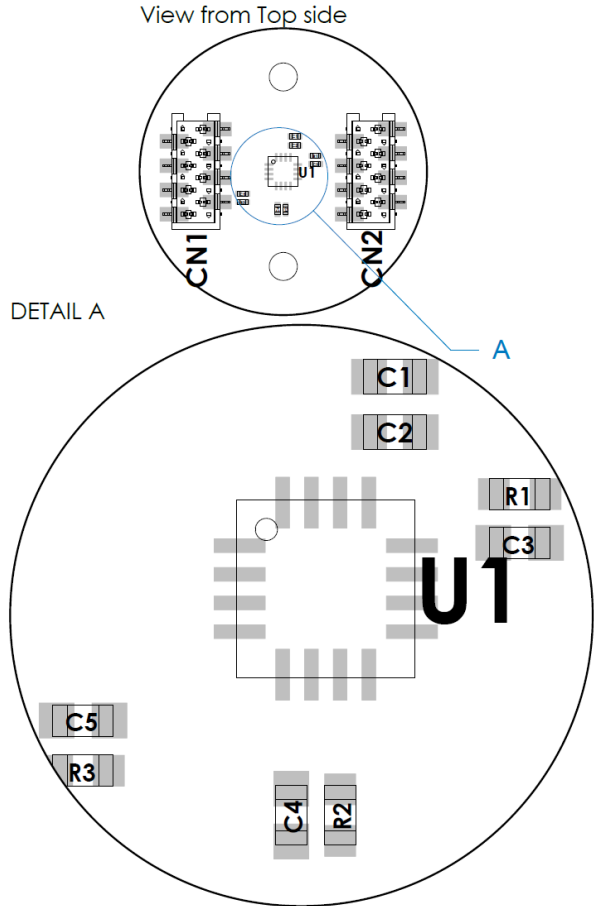 View from Top side
U1
CN1
CN2
DETAIL A
A
C1
C2
R1
C3
U1
C5
R3
C4
R2